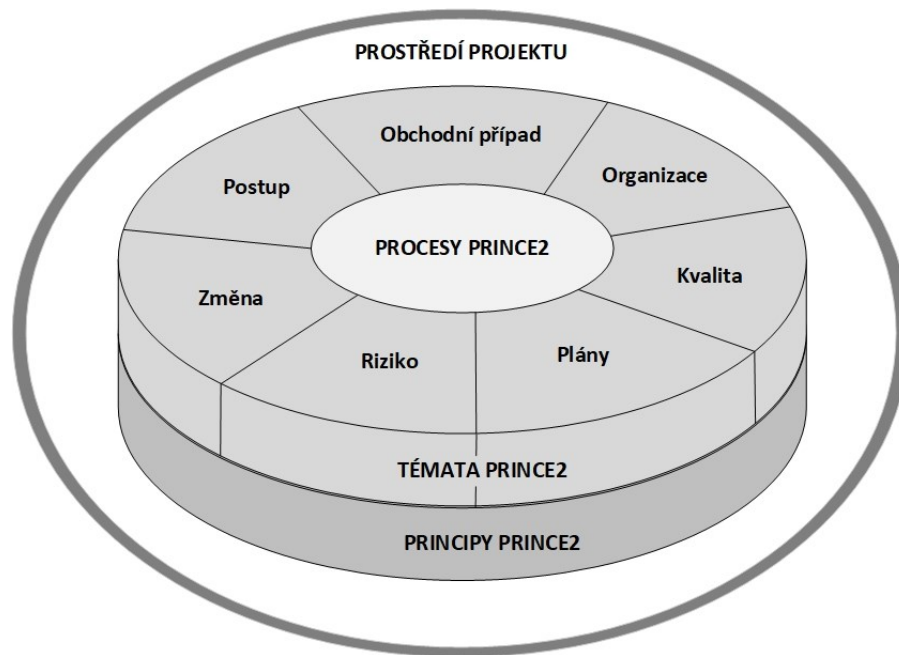 PROSTŘEDÍ PROJEKTU
Obchodní případ
Postup
Organizace
PROCESY PRINCE2
Změna
Kvalita
Riziko
Plány
TÉMATA PRINCE2
PRINCIPY PRINCE2